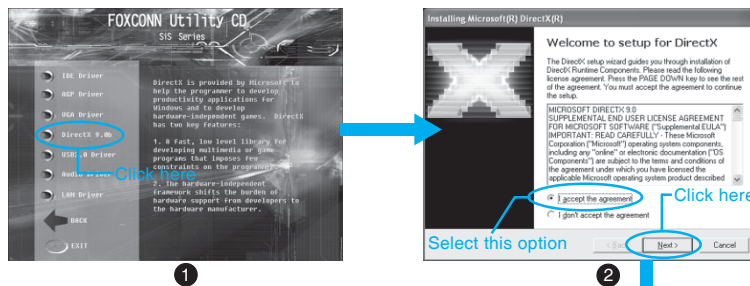 FOXCONN Utility CD
SiS Series
IDE Driver
AGP Driver
VGA Driver
DirectX 9.0b
USB2.0 Driver
Audio Driver
LAN Driver
BACK
EXIT
Click here
DirectX is provided by Microsoft to
help the programmer to develop
productivity applications for
Windows and to develop
hardware-independent games. DirectX
has two key features:
1. A fast, low level library for
developing multimedia or game
programs that imposes few
constraints on the programmer.
2. The hardware-independent
framework shifts the burden of
hardware support from developers to
the hardware manufacturer.
1
Installing Microsoft(R) DirectX(R)
Welcome to setup for DirectX
The DirectX setup wizard guides you through installation of
DirectX Runtime Components. Please read the following
license agreement. Press the PAGE DOWN key to see the rest
of the agreement. You must accept the agreement to continue
the setup.
MICROSOFT DIRECTX 9.0
SUPPLEMENTAL END USER LICENSE AGREEMENT
FOR MICROSOFT SOFTWARE ("Supplemental EULA")
IMPORTANT: READ CAREFULLY - These Microsoft
Corporation ("Microsoft") operating system components,
including any "online" or electronic documentation ("OS
Components") are subject to the terms and conditions of
the agreement under which you have licensed the
applicable Microsoft operating system product described
I accept the agreement
I don't accept the agreement
Click here
Select this option
< Back
Next >
Cancel
2